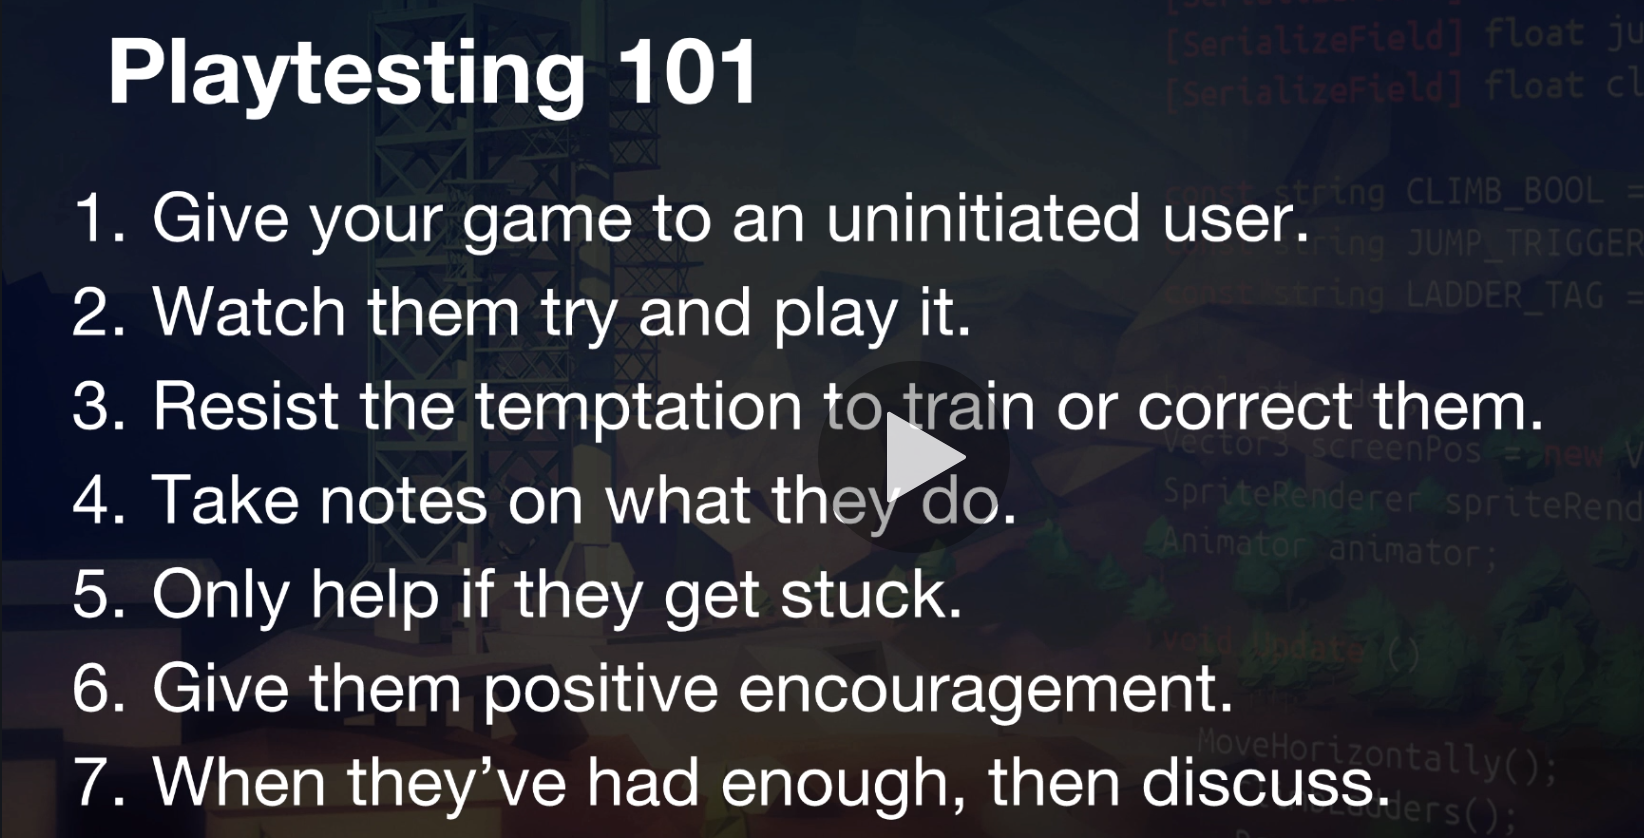 Playtesting 101
[SerializeField] float ju
[SerializeField] float cl
const string CLIMB_BOOL =
string JUMP_TRIGGER
const string LADDER_TAG =
1. Give your game to an uninitiated user.
2. Watch them try and play it.
3. Resist the temptation to train or correct them.
4. Take notes on what they do.
5. Only help if they get stuck.
6. Give them positive encouragement.
7. When they’ve had enough, then discuss.
Vector3 screenPos = new V
SpriteRenderer spriteRend
Animator animator;
void Update ()
MoveHorizontally();